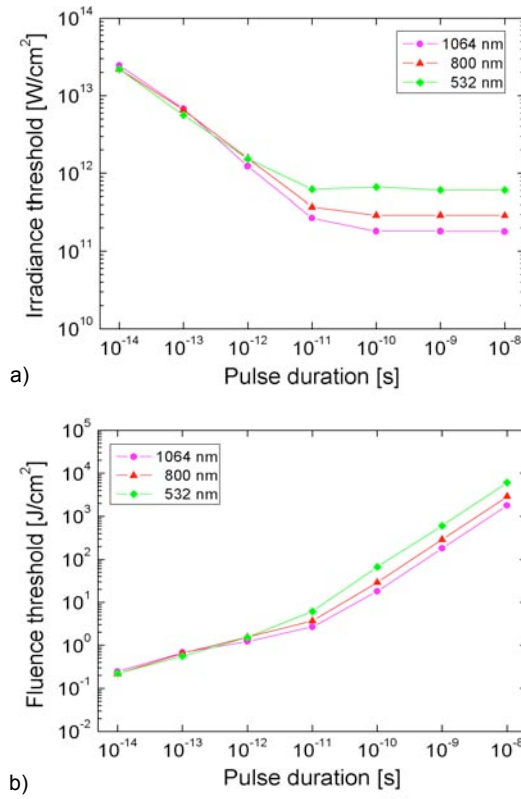 10^14
10^13
10^12
10^11
10^10
Irradiance threshold [W/cm^2]
1064 nm
800 nm
532 nm
10^-14 10^-13 10^-12 10^-11 10^-10 10^-9 10^-8
Pulse duration [s]
a)
10^5
10^4
10^3
10^2
10^1
10^0
10^-1
10^-2
Fluence threshold [J/cm^2]
1064 nm
800 nm
532 nm
10^-14 10^-13 10^-12 10^-11 10^-10 10^-9 10^-8
Pulse duration [s]
b)